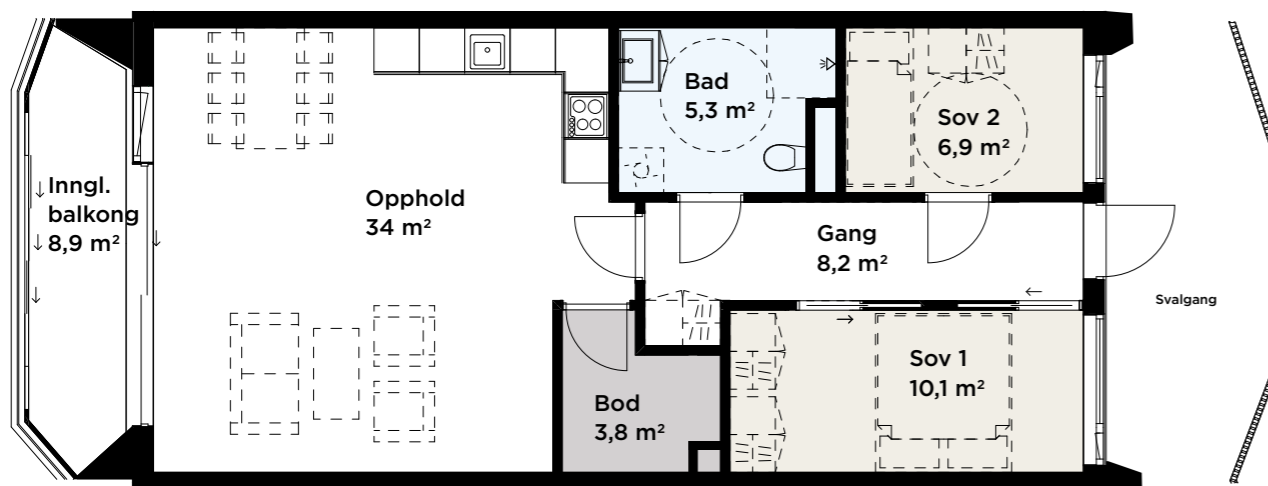 Inngl.
balkong
8,9 m²
Opphold
34 m²
Bad
5,3 m²
Sov 2
6,9 m²
Gang
8,2 m²
Svalgang
Bod
3,8 m²
Sov 1
10,1 m²